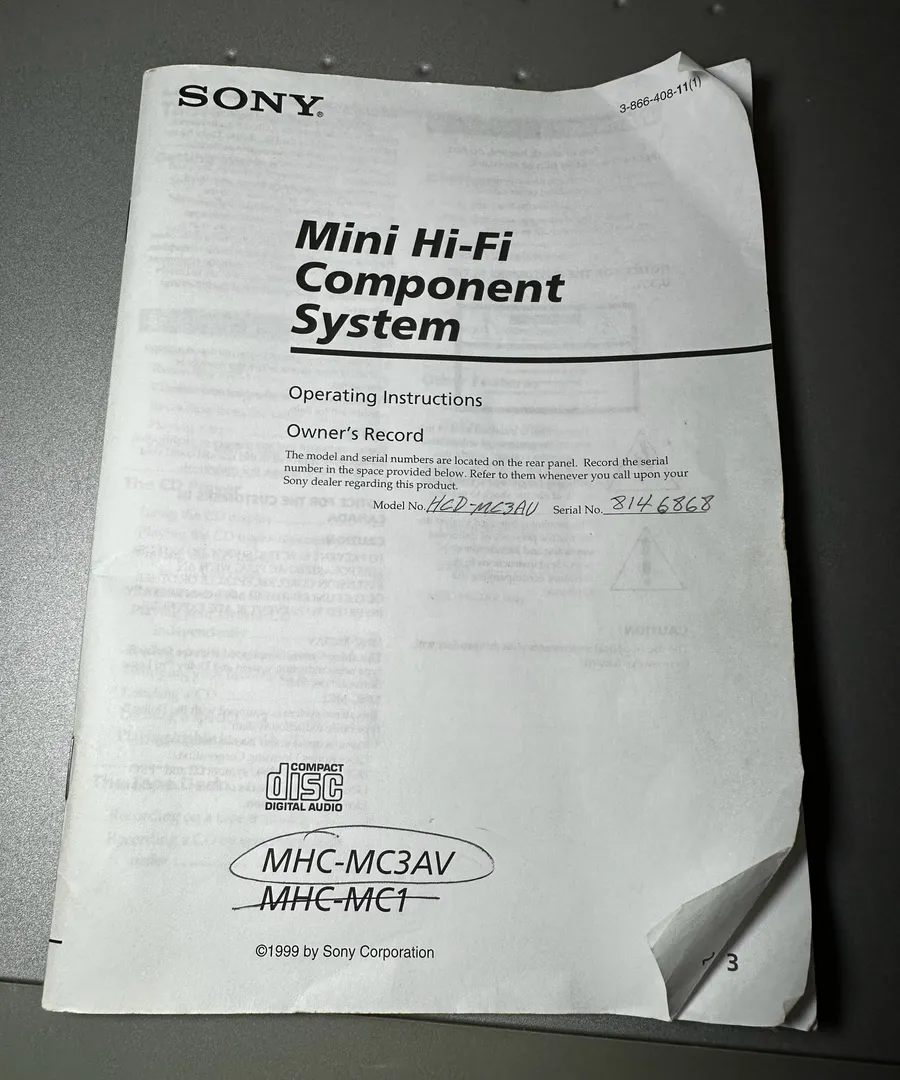 SONY®
3-866-408-11(1)
Mini Hi-Fi
Component
System
Operating Instructions
Owner's Record
The model and serial numbers are located on the rear panel. Record the serial
number in the space provided below. Refer to them whenever you call upon your
Sony dealer regarding this product.
Model No. HCD-MC3AV Serial No. 8146868
COMPACT
disc
DIGITAL AUDIO
MHC-MC3AV
MHC-MC1
©1999 by Sony Corporation
3